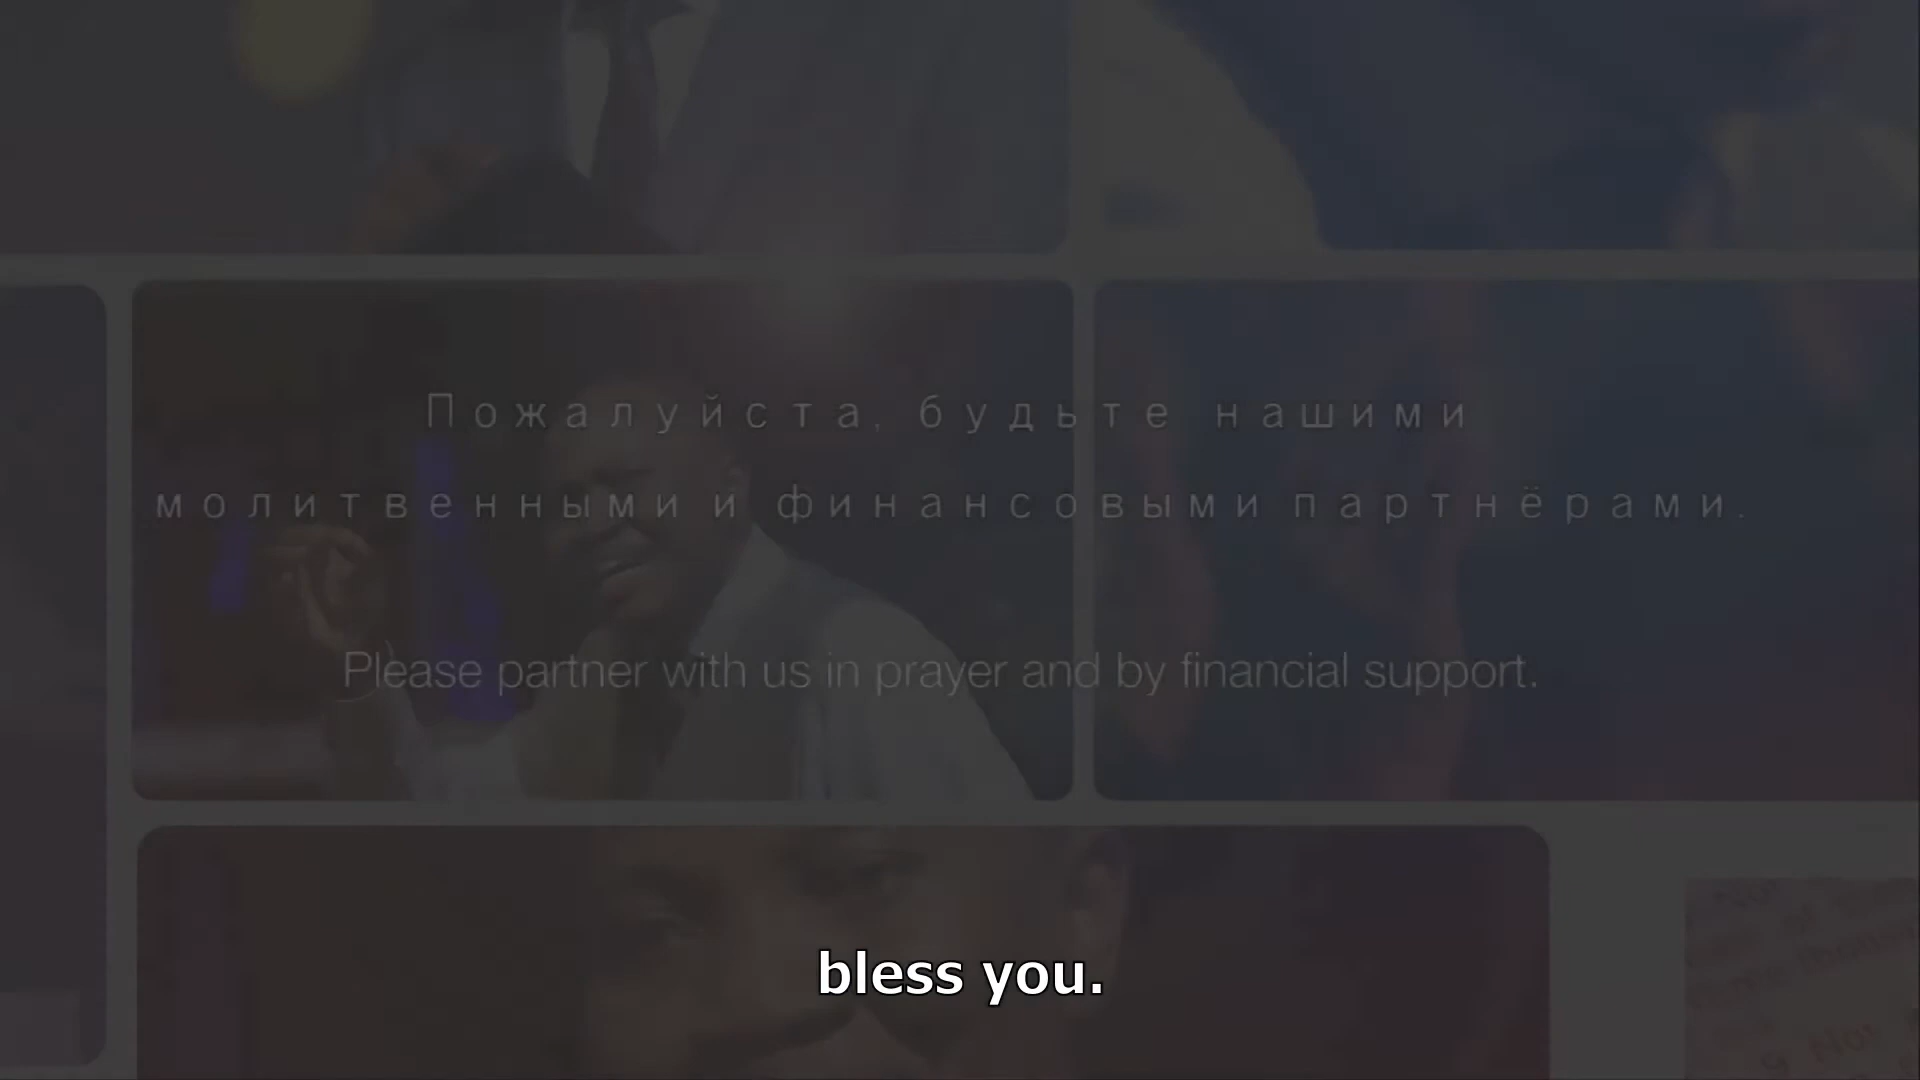 Пожалуйста, будьте нашими
молитвенными и финансовыми партнёрами.
Please partner with us in prayer and by financial support.
bless you.